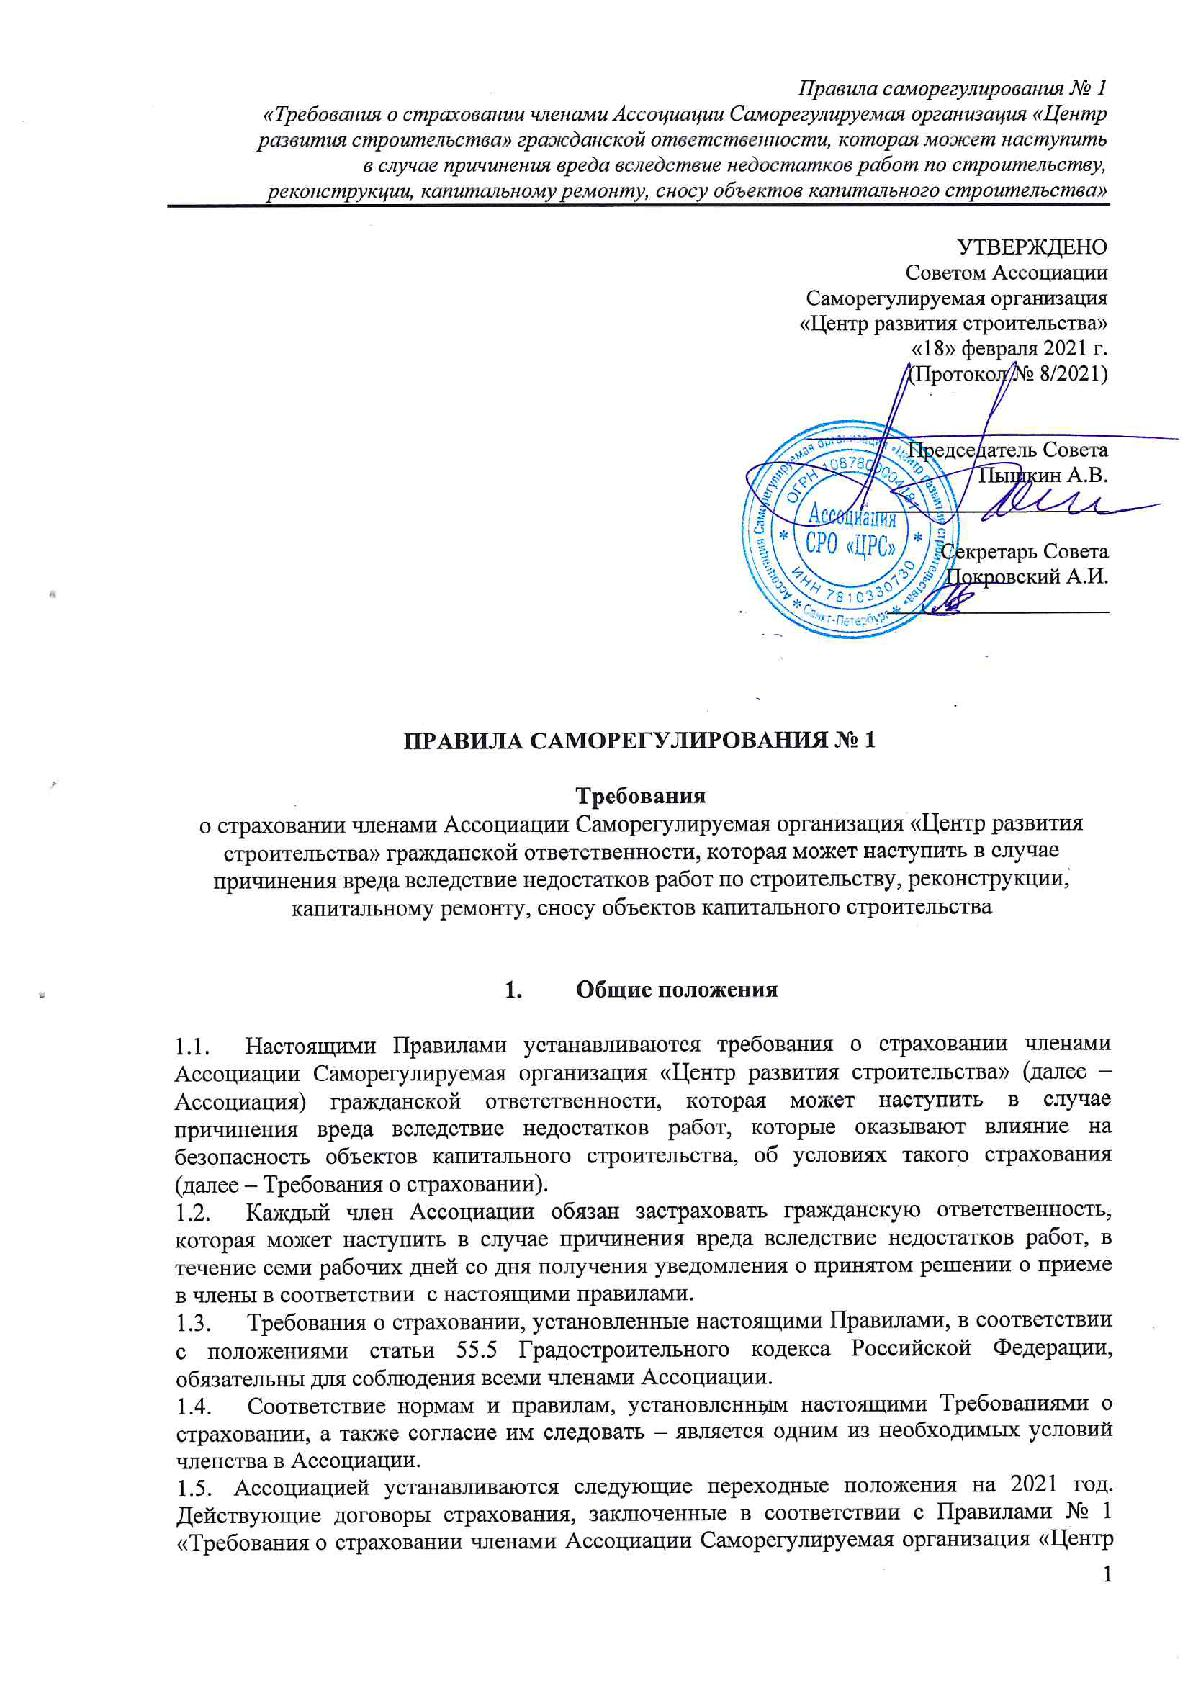 Правила саморегулирования № 1
«Требования о страховании членами Ассоциации Саморегулируемая организация «Центр
развития строительства» гражданской ответственности, которая может наступить
в случае причинения вреда вследствие недостатков работ по строительству,
реконструкции, капитальному ремонту, сносу объектов капитального строительства»
УТВЕРЖДЕНО
Советом Ассоциации
Саморегулируемая организация
«Центр развития строительства»
«18» февраля 2021 г.
(Протокол № 8/2021)
Председатель Совета
Пышкин А.В.
Секретарь Совета
Покровский А.И.
Ассоциация Саморегулируемая организация «Центр развития строительства»
Санкт-Петербург
ОГРН
Ассоциация
СРО «ЦРС»
ИНН 7810330730
ПРАВИЛА САМОРЕГУЛИРОВАНИЯ № 1
Требования
о страховании членами Ассоциации Саморегулируемая организация «Центр развития
строительства» гражданской ответственности, которая может наступить в случае
причинения вреда вследствие недостатков работ по строительству, реконструкции,
капитальному ремонту, сносу объектов капитального строительства
1. Общие положения
1.1. Настоящими Правилами устанавливаются требования о страховании членами
Ассоциации Саморегулируемая организация «Центр развития строительства» (далее –
Ассоциация) гражданской ответственности, которая может наступить в случае
причинения вреда вследствие недостатков работ, которые оказывают влияние на
безопасность объектов капитального строительства, об условиях такого страхования
(далее – Требования о страховании).
1.2. Каждый член Ассоциации обязан застраховать гражданскую ответственность,
которая может наступить в случае причинения вреда вследствие недостатков работ, в
течение семи рабочих дней со дня получения уведомления о принятом решении о приеме
в члены в соответствии с настоящими правилами.
1.3. Требования о страховании, установленные настоящими Правилами, в соответствии
с положениями статьи 55.5 Градостроительного кодекса Российской Федерации,
обязательны для соблюдения всеми членами Ассоциации.
1.4. Соответствие нормам и правилам, установленным настоящими Требованиями о
страховании, а также согласие им следовать – является одним из необходимых условий
членства в Ассоциации.
1.5. Ассоциацией устанавливаются следующие переходные положения на 2021 год.
Действующие договоры страхования, заключенные в соответствии с Правилами № 1
«Требования о страховании членами Ассоциации Саморегулируемая организация «Центр
1